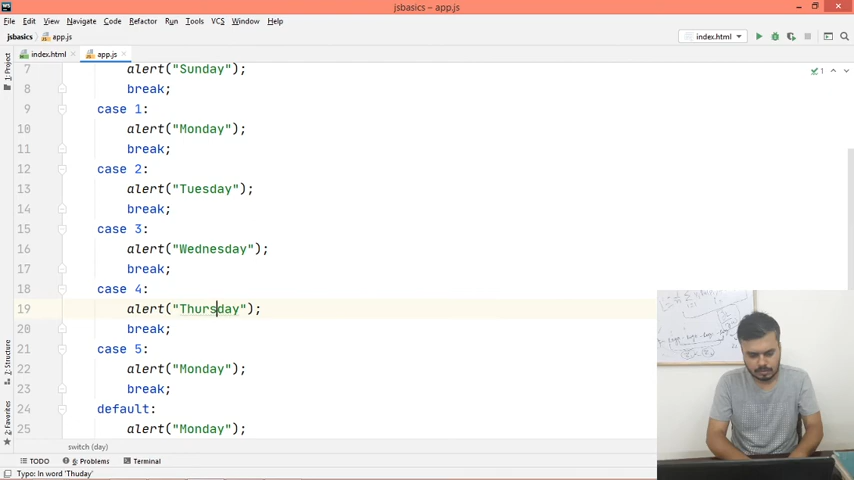 jsbasics – app.js
File Edit View Navigate Code Refactor Run Tools VCS Window Help
jsbasics app.js index.html
index.html app.js
7 alert("Sunday");
8 break;
9 case 1:
10 alert("Monday");
11 break;
12 case 2:
13 alert("Tuesday");
14 break;
15 case 3:
16 alert("Wednesday");
17 break;
18 case 4:
19 alert("Thursday");
20 break;
21 case 5:
22 alert("Monday");
23 break;
24 default:
25 alert("Monday");
1
1: Project
7: Structure
2: Favorites
switch (day)
TODO 6: Problems Terminal
Typo: In word 'Thuday'